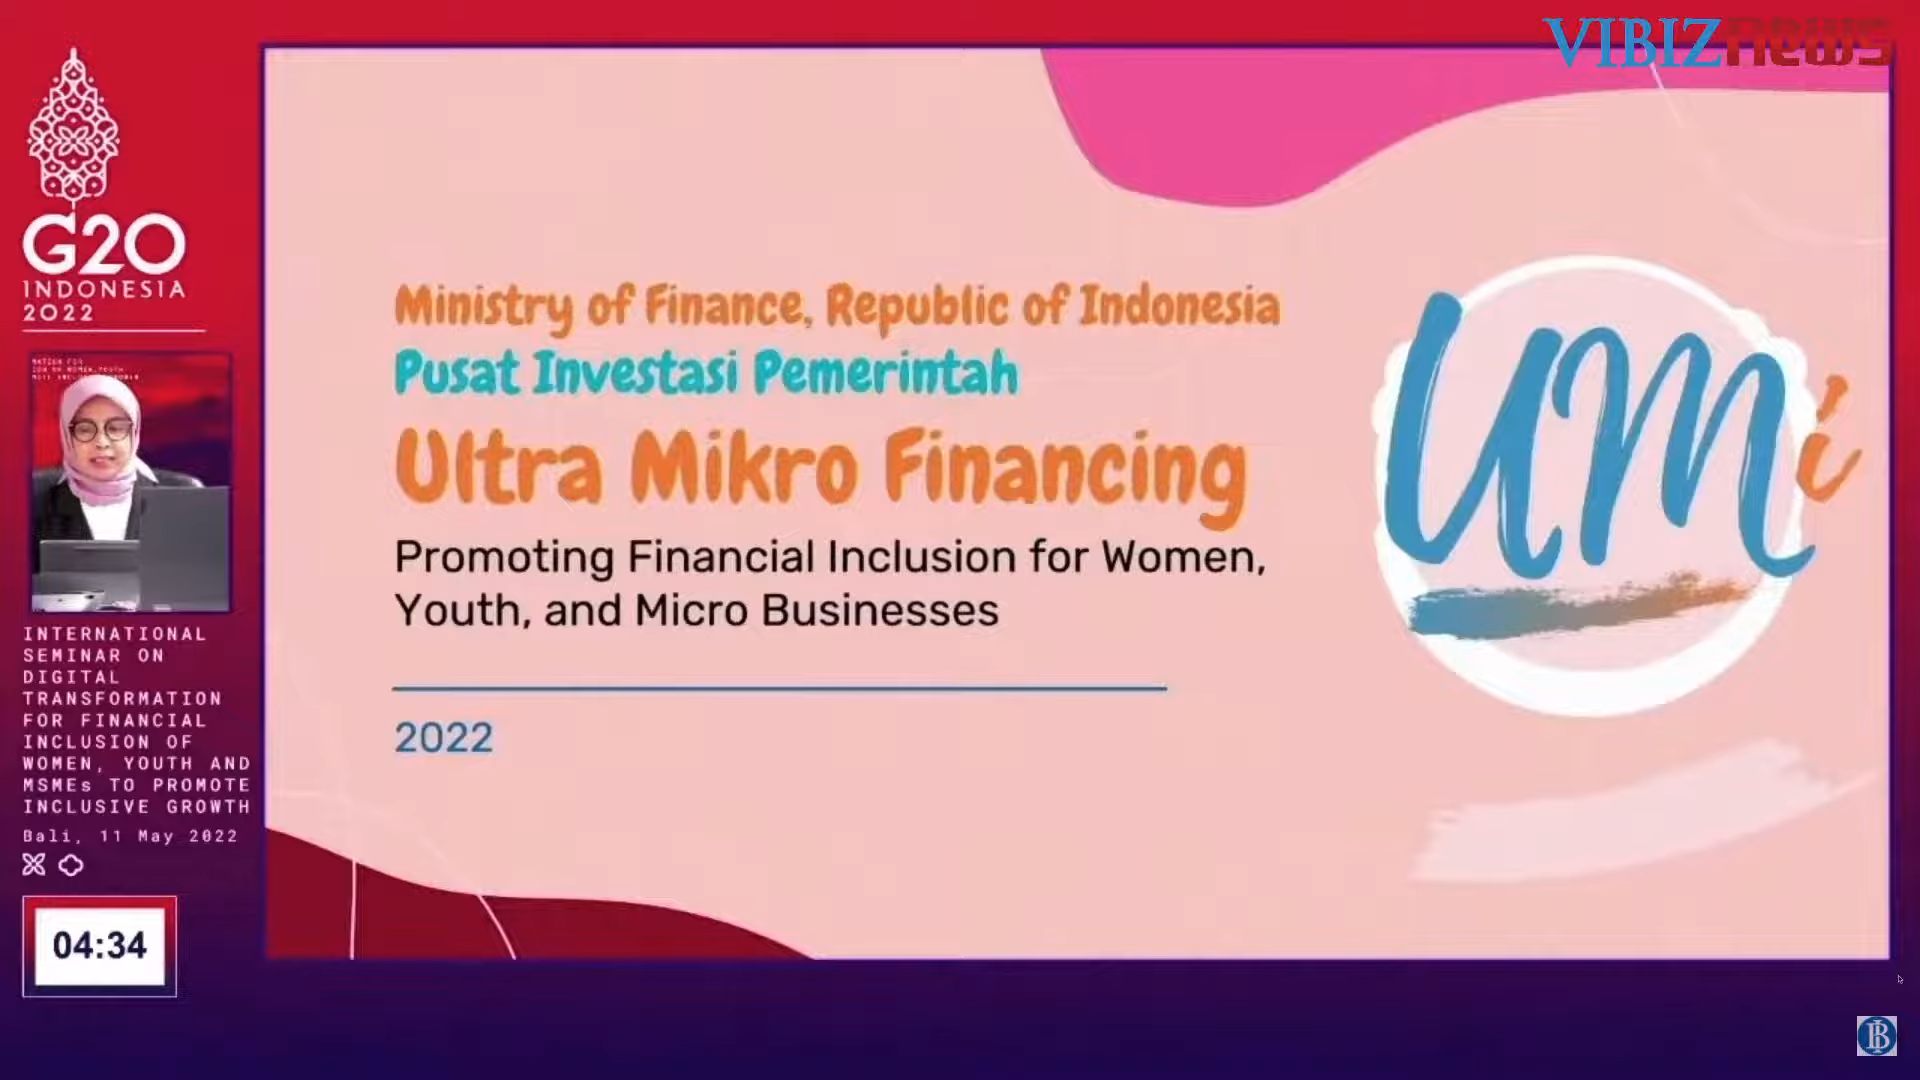 VIBIZnews
G20
INDONESIA
2022
INTERNATIONAL
SEMINAR ON
DIGITAL
TRANSFORMATION
FOR FINANCIAL
INCLUSION OF
WOMEN, YOUTH AND
MSMEs TO PROMOTE
INCLUSIVE GROWTH
Bali, 11 May 2022
04:34
Ministry of Finance, Republic of Indonesia
Pusat Investasi Pemerintah
Ultra Mikro Financing
Promoting Financial Inclusion for Women,
Youth, and Micro Businesses
2022
UMi